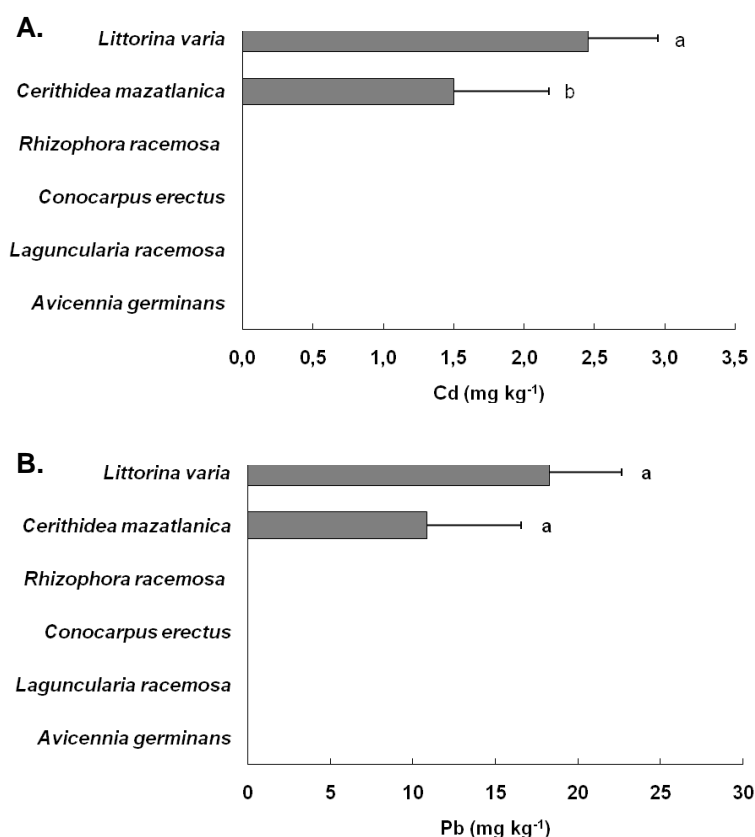 A.
Littorina varia
a
Cerithidea mazatlanica
b
Rhizophora racemosa
Conocarpus erectus
Laguncularia racemosa
Avicennia germinans
0,0 0,5 1,0 1,5 2,0 2,5 3,0 3,5
Cd (mg kg⁻¹)
B.
Littorina varia
a
Cerithidea mazatlanica
a
Rhizophora racemosa
Conocarpus erectus
Laguncularia racemosa
Avicennia germinans
0 5 10 15 20 25 30
Pb (mg kg⁻¹)